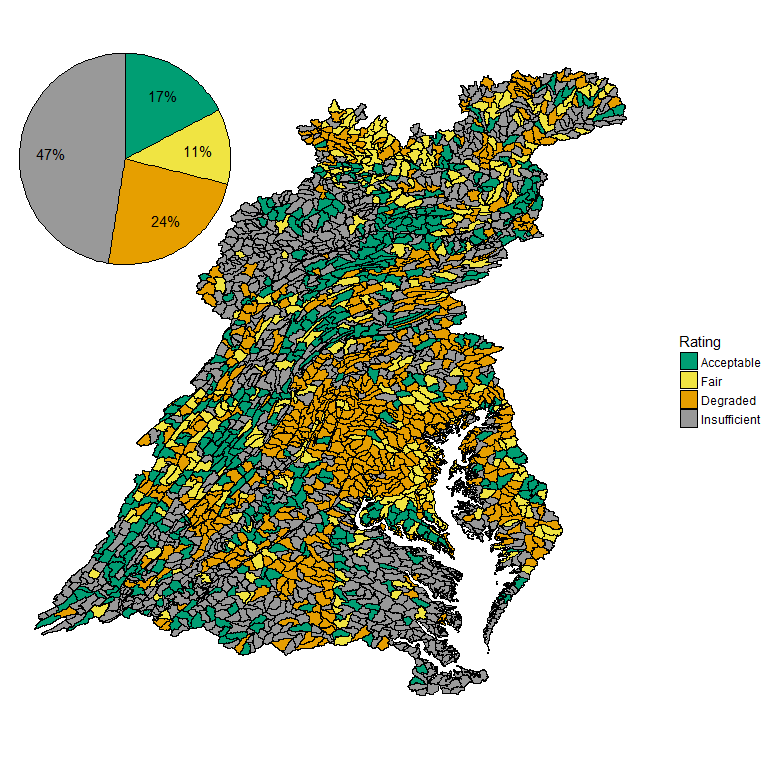 17%
11%
47%
24%
Rating
Acceptable
Fair
Degraded
Insufficient